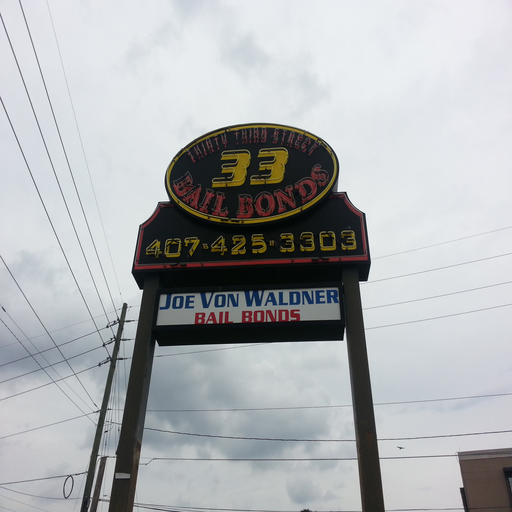 THIRTY THIRD STREET
33
BAIL BONDS
407-425-3303
JOE VON WALDNER
BAIL BONDS